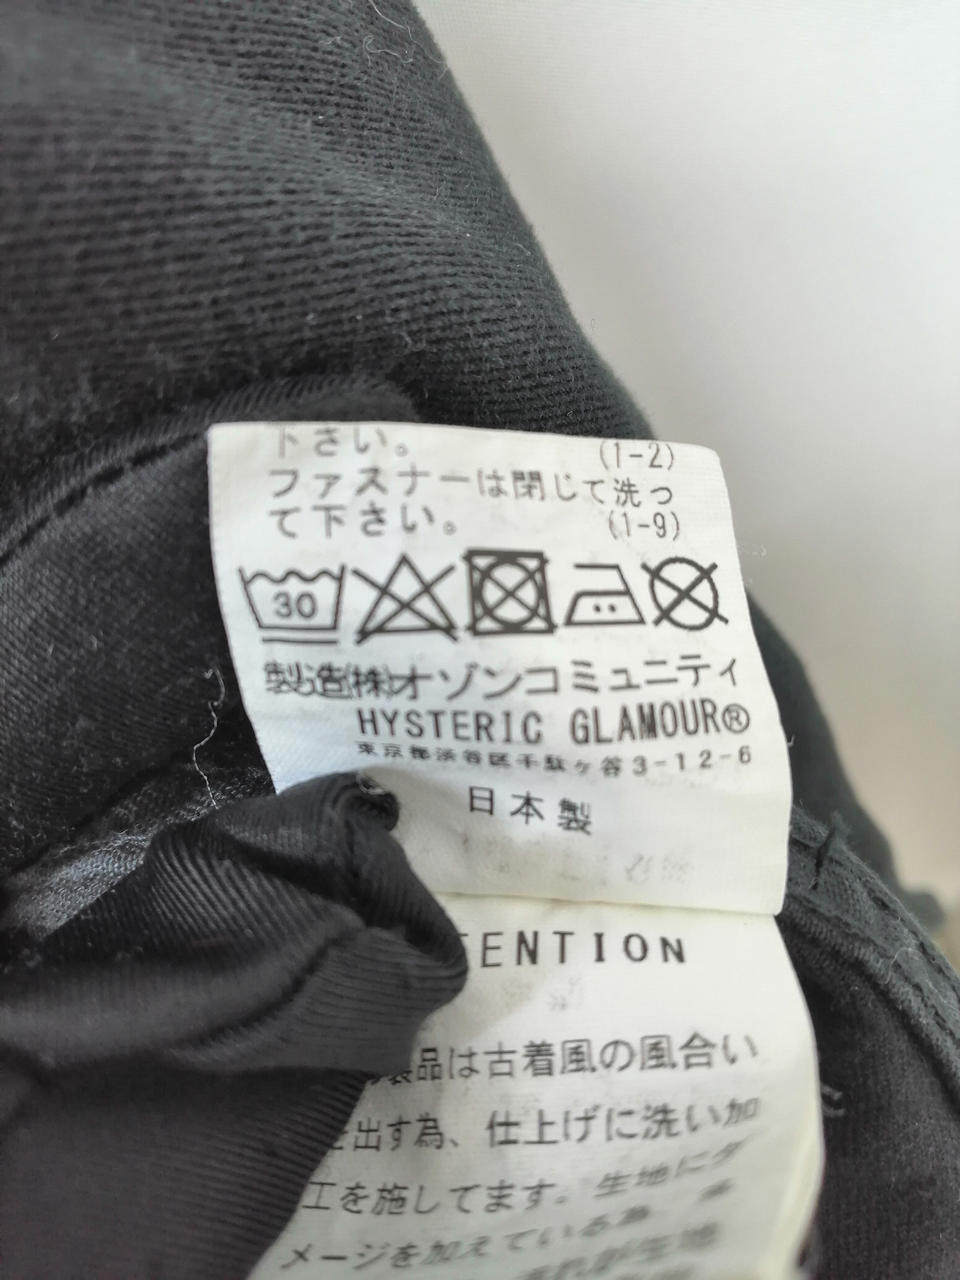 下さい。 (1-2)
ファスナーは閉じて洗っ
て下さい。 (1-9)
30
製造(株)オゾンコミュニティ
HYSTERIC GLAMOUR®
東京都渋谷区千駄ヶ谷3-12-6
日本製
TENTION
製品は古着風の風合い
を出す為、仕上げに洗い加
工を施してます。生地にダ
メージを加えている為、
生地